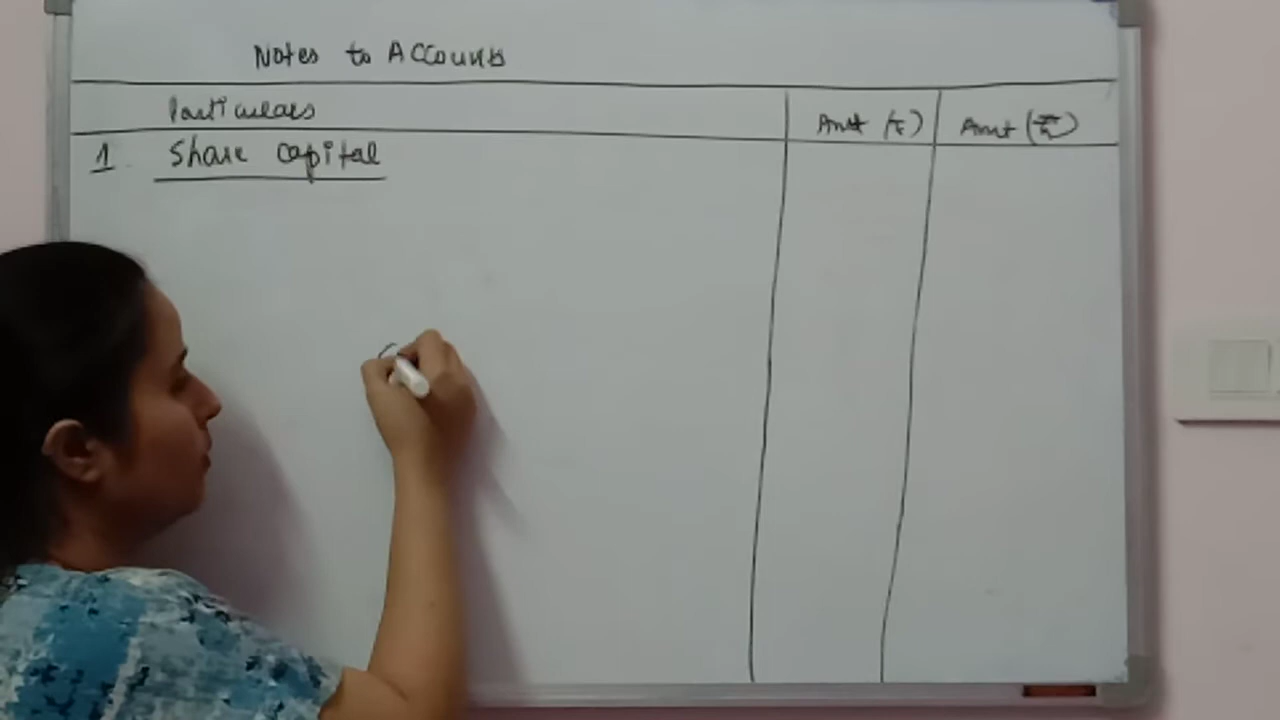 Notes to Accounts
Particulars Amt (₹) Amt (₹)
1. Share capital